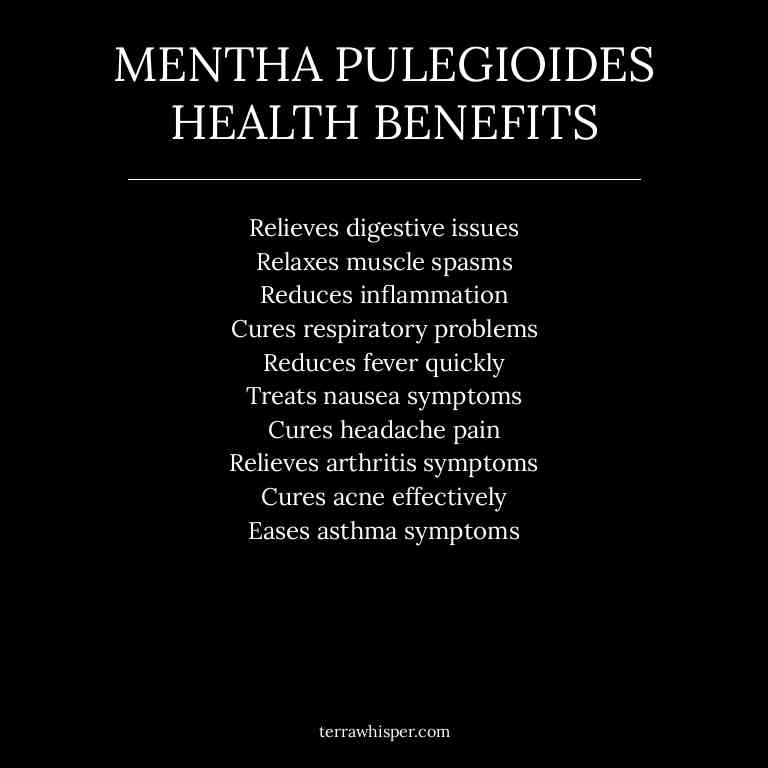 MENTHA PULEGIOIDES
HEALTH BENEFITS
Relieves digestive issues
Relaxes muscle spasms
Reduces inflammation
Cures respiratory problems
Reduces fever quickly
Treats nausea symptoms
Cures headache pain
Relieves arthritis symptoms
Cures acne effectively
Eases asthma symptoms
terrawhisper.com